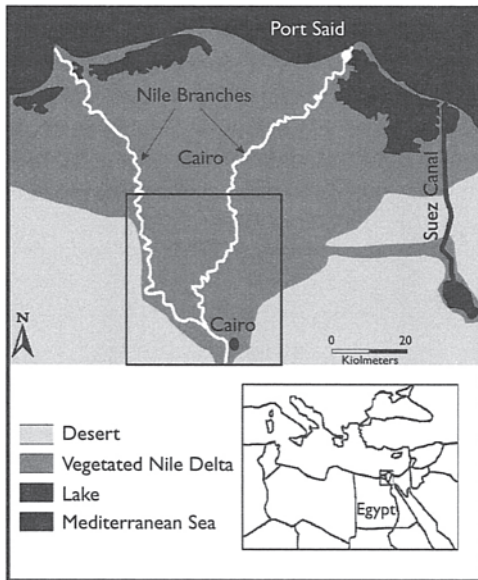 Port Said
Nile Branches
Cairo
Suez Canal
Cairo
N
0 20
Kiolmeters
Desert
Vegetated Nile Delta
Lake
Mediterranean Sea
Egypt